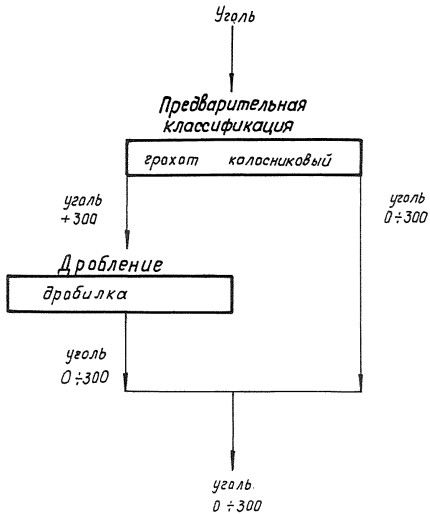 Уголь
Предварительная
классификация
грохот колосниковый
уголь
+300
уголь
0÷300
Дробление
дробилка
уголь
0÷300
уголь.
0÷300